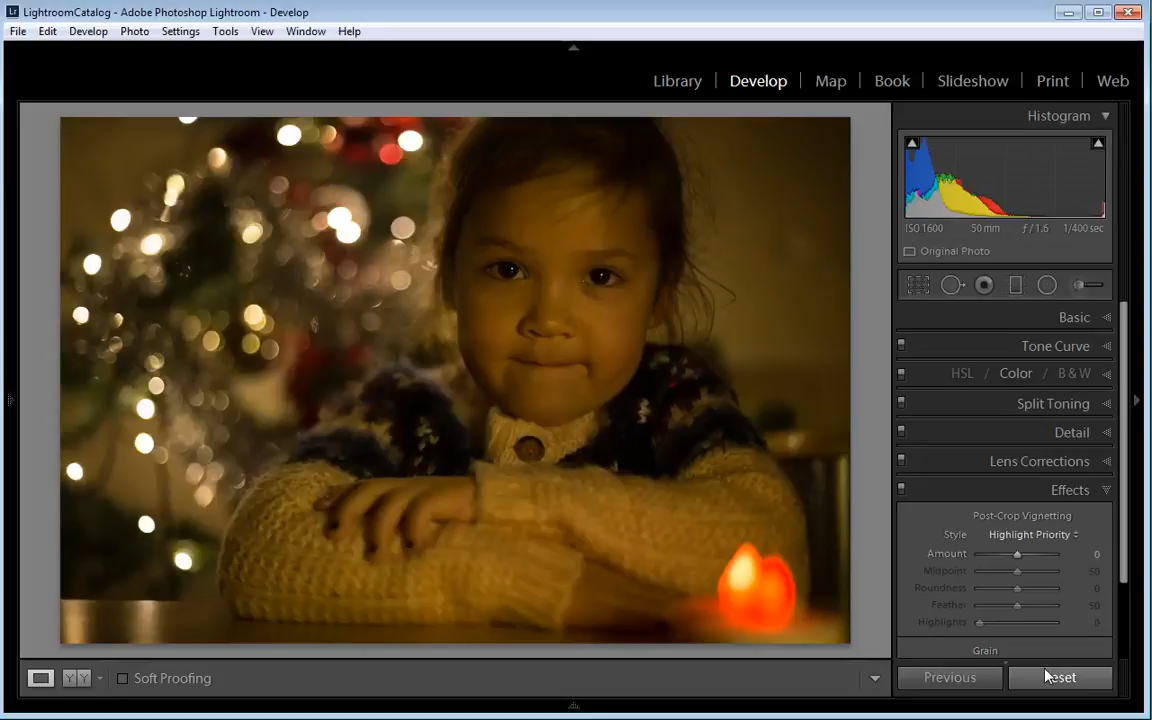 LightroomCatalog - Adobe Photoshop Lightroom - Develop
File Edit Develop Photo Settings Tools View Window Help
Library | Develop | Map | Book | Slideshow | Print | Web
Histogram
ISO 1600 50 mm ƒ / 1.6 1/400 sec
Original Photo
Basic
Tone Curve
HSL / Color / B & W
Split Toning
Detail
Lens Corrections
Effects
Post-Crop Vignetting
Style Highlight Priority
Amount 0
Midpoint 50
Roundness 0
Feather 50
Highlights 0
Grain
Previous
Soft Proofing